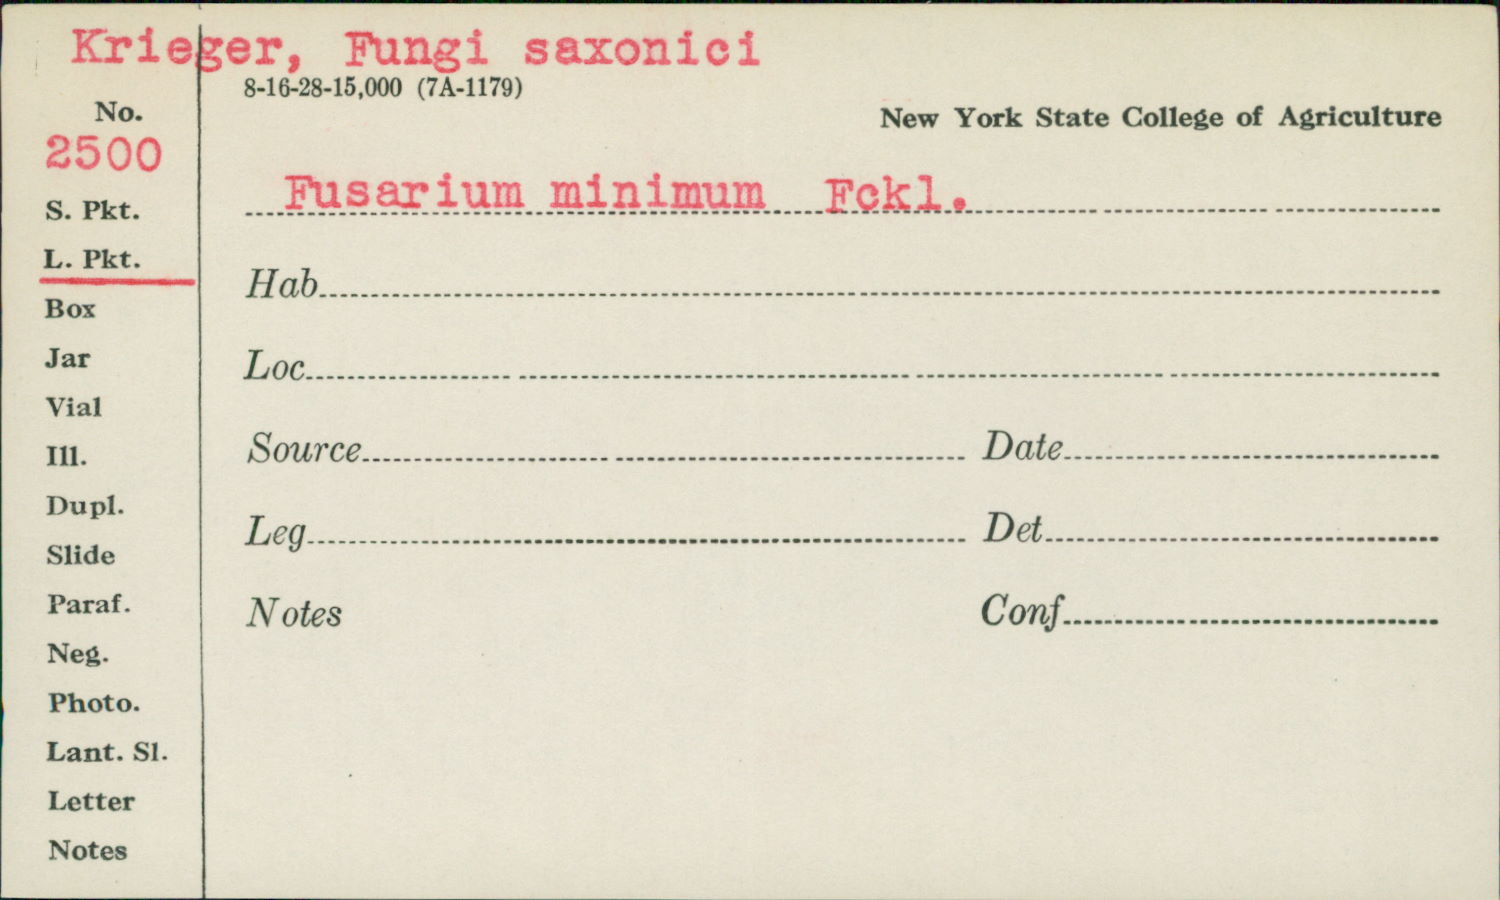 Krieger, Fungi saxonici
8-16-28-15,000 (7A-1179)
No.
New York State College of Agriculture
2500
Fusarium minimum Fckl.
S. Pkt.
L. Pkt.
Hab
Box
Jar
Loc
Vial
Source Date
Ill.
Dupl.
Leg Det
Slide
Paraf.
Notes Conf
Neg.
Photo.
Lant. Sl.
Letter
Notes